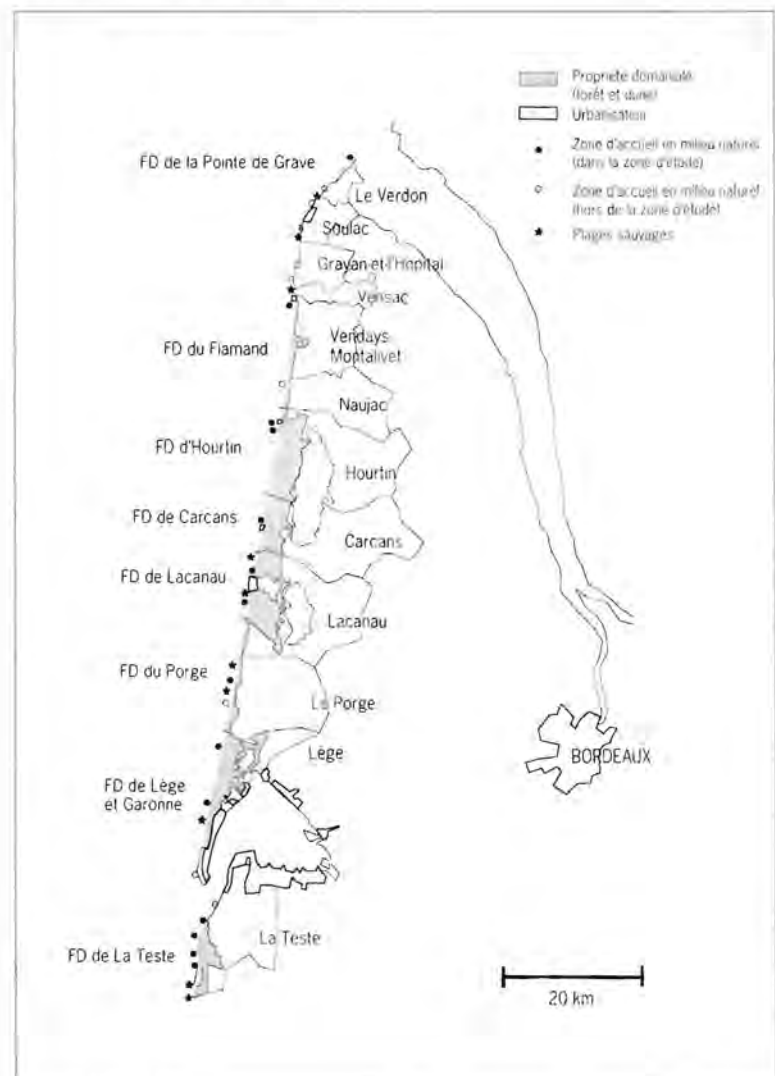 Propriété domaniale
(forêt et dune)
Urbanisation
Zone d'accueil en milieu naturel
(dans la zone d'étude)
Zone d'accueil en milieu naturel
(hors de la zone d'étude)
Plages sauvages
FD de la Pointe de Grave
Le Verdon
Soulac
Grayan-et-l'Hopital
Vensac
FD du Flamand
Vendays
Montalivet
Naujac
FD d'Hourtin
Hourtin
FD de Carcans
Carcans
FD de Lacanau
Lacanau
FD du Porge
Le Porge
Lège
BORDEAUX
FD de Lège
et Garonne
La Teste
FD de La Teste
20 km